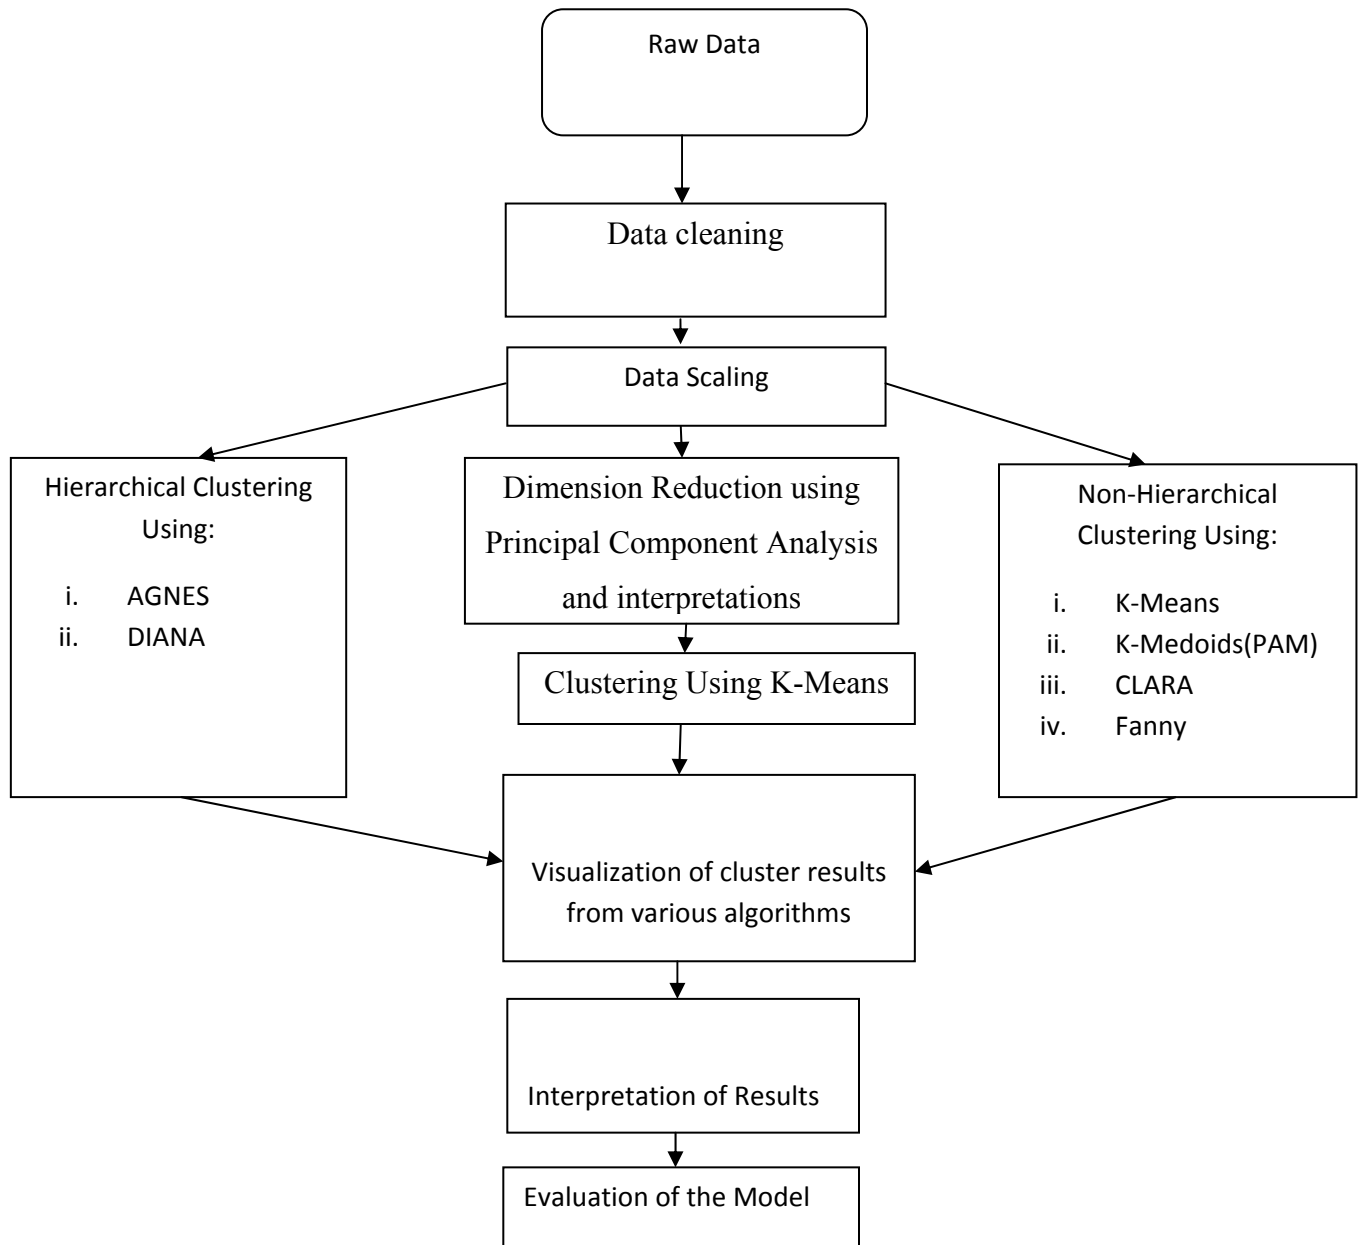 Raw Data
Data cleaning
Data Scaling
Hierarchical Clustering
Using:
i. AGNES
ii. DIANA
Dimension Reduction using
Principal Component Analysis
and interpretations
Clustering Using K-Means
Non-Hierarchical
Clustering Using:
i. K-Means
ii. K-Medoids(PAM)
iii. CLARA
iv. Fanny
Visualization of cluster results
from various algorithms
Interpretation of Results
Evaluation of the Model